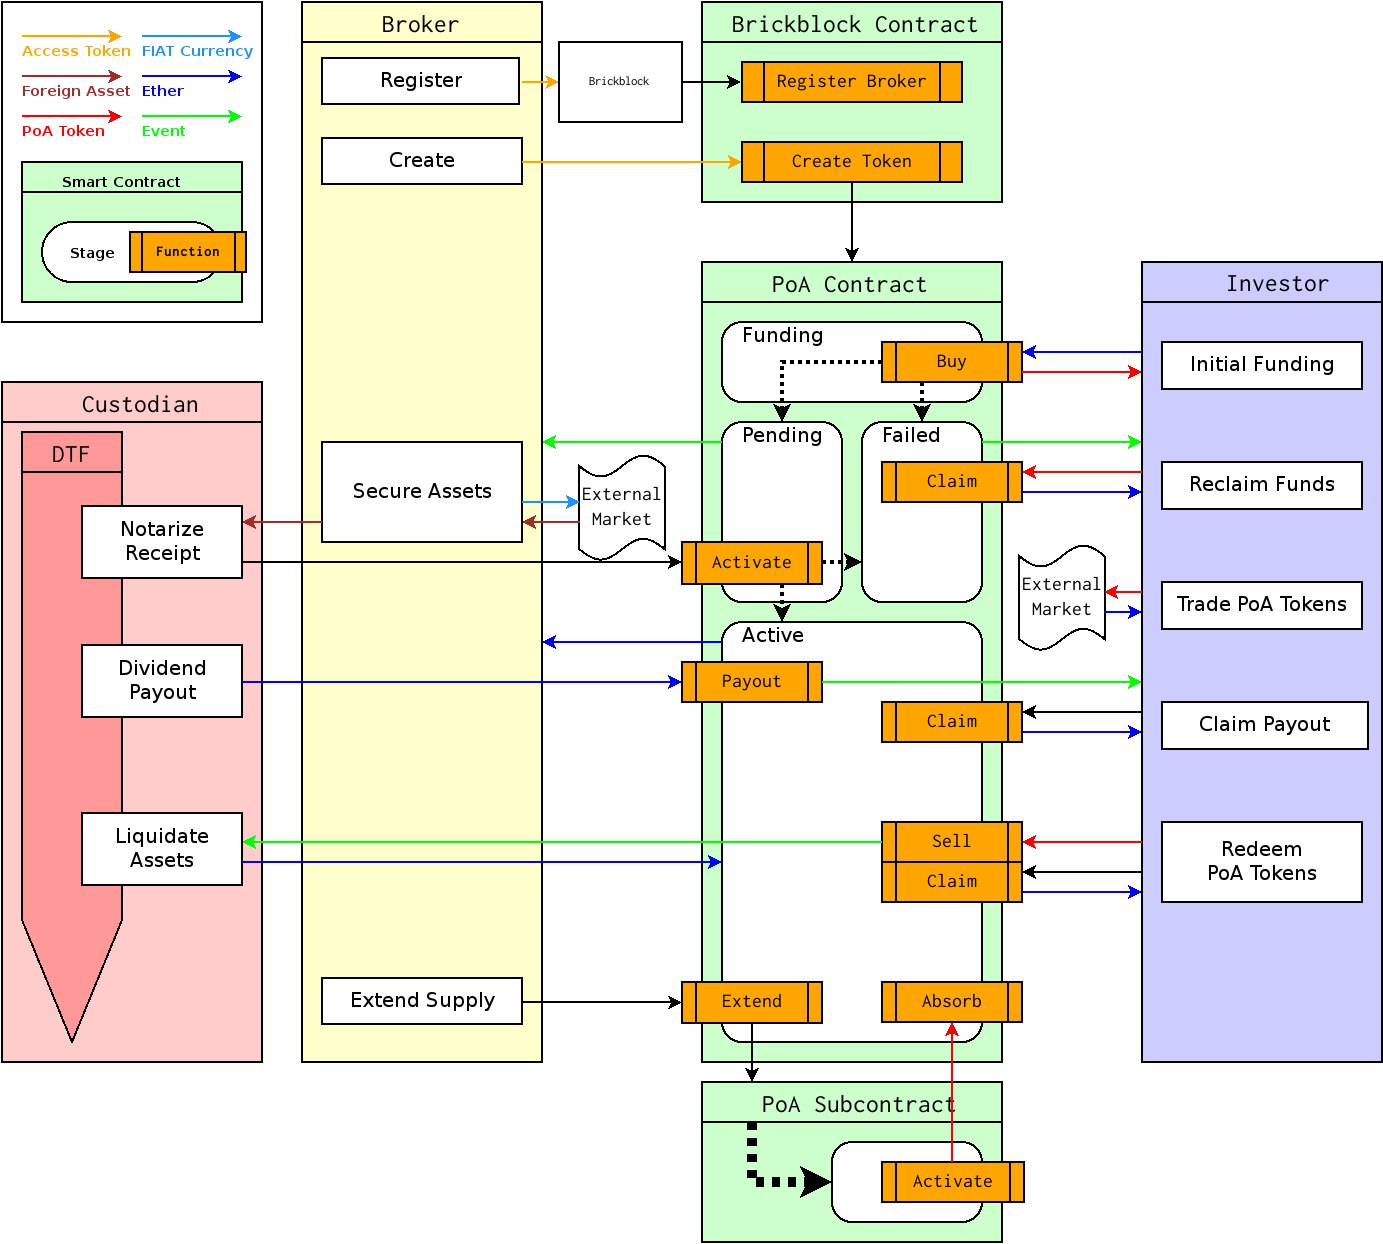 Access Token
FIAT Currency
Foreign Asset
Ether
PoA Token
Event
Smart Contract
Stage
Function
Broker
Register
Brickblock
Create
Brickblock Contract
Register Broker
Create Token
PoA Contract
Funding
Buy
Investor
Initial Funding
Custodian
DTF
Pending
Failed
Claim
Reclaim Funds
Secure Assets
External
Market
Notarize
Receipt
Activate
External
Market
Trade PoA Tokens
Active
Dividend
Payout
Payout
Claim
Claim Payout
Liquidate
Assets
Sell
Claim
Redeem
PoA Tokens
Extend Supply
Extend
Absorb
PoA Subcontract
Activate